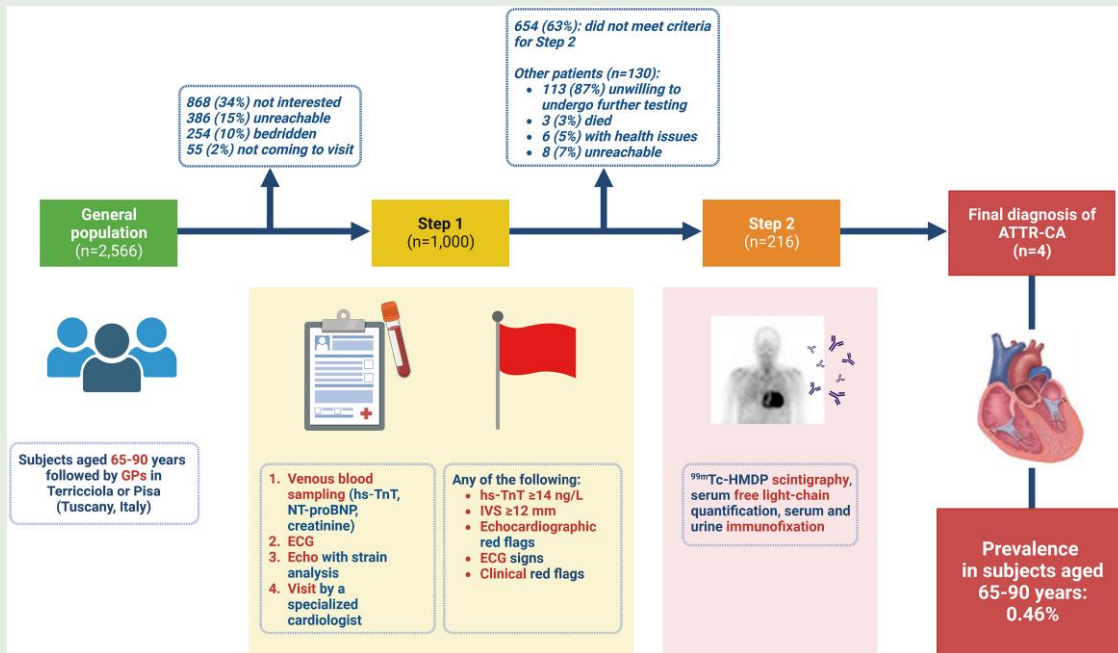 868 (34%) not interested
386 (15%) unreachable
254 (10%) bedridden
55 (2%) not coming to visit
654 (63%): did not meet criteria
for Step 2
Other patients (n=130):
• 113 (87%) unwilling to
undergo further testing
• 3 (3%) died
• 6 (5%) with health issues
• 8 (7%) unreachable
General
population
(n=2,566)
Step 1
(n=1,000)
Step 2
(n=216)
Final diagnosis of
ATTR-CA
(n=4)
Subjects aged 65-90 years
followed by GPs in
Terricciola or Pisa
(Tuscany, Italy)
1. Venous blood
sampling (hs-TnT,
NT-proBNP,
creatinine)
2. ECG
3. Echo with strain
analysis
4. Visit by a
specialized
cardiologist
Any of the following:
• hs-TnT ≥14 ng/L
• IVS ≥12 mm
• Echocardiographic
red flags
• ECG signs
• Clinical red flags
⁹⁹ᵐTc-HMDP scintigraphy,
serum free light-chain
quantification, serum and
urine immunofixation
Prevalence
in subjects aged
65-90 years:
0.46%